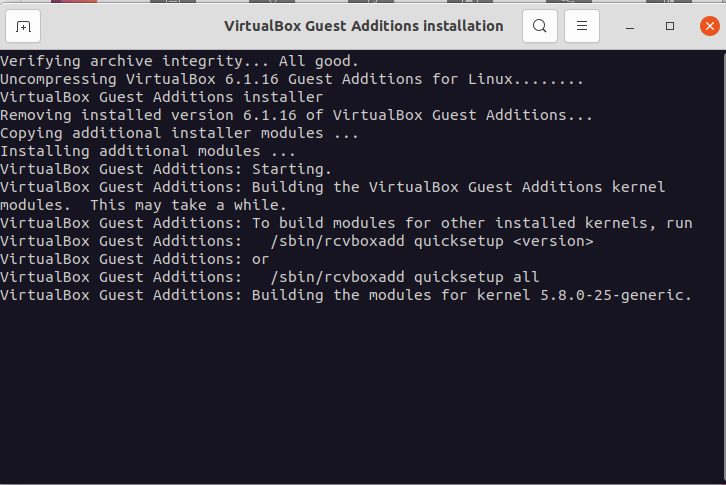 VirtualBox Guest Additions installation
Verifying archive integrity... All good.
Uncompressing VirtualBox 6.1.16 Guest Additions for Linux........
VirtualBox Guest Additions installer
Removing installed version 6.1.16 of VirtualBox Guest Additions...
Copying additional installer modules ...
Installing additional modules ...
VirtualBox Guest Additions: Starting.
VirtualBox Guest Additions: Building the VirtualBox Guest Additions kernel
modules.  This may take a while.
VirtualBox Guest Additions: To build modules for other installed kernels, run
VirtualBox Guest Additions:   /sbin/rcvboxadd quicksetup <version>
VirtualBox Guest Additions: or
VirtualBox Guest Additions:   /sbin/rcvboxadd quicksetup all
VirtualBox Guest Additions: Building the modules for kernel 5.8.0-25-generic.